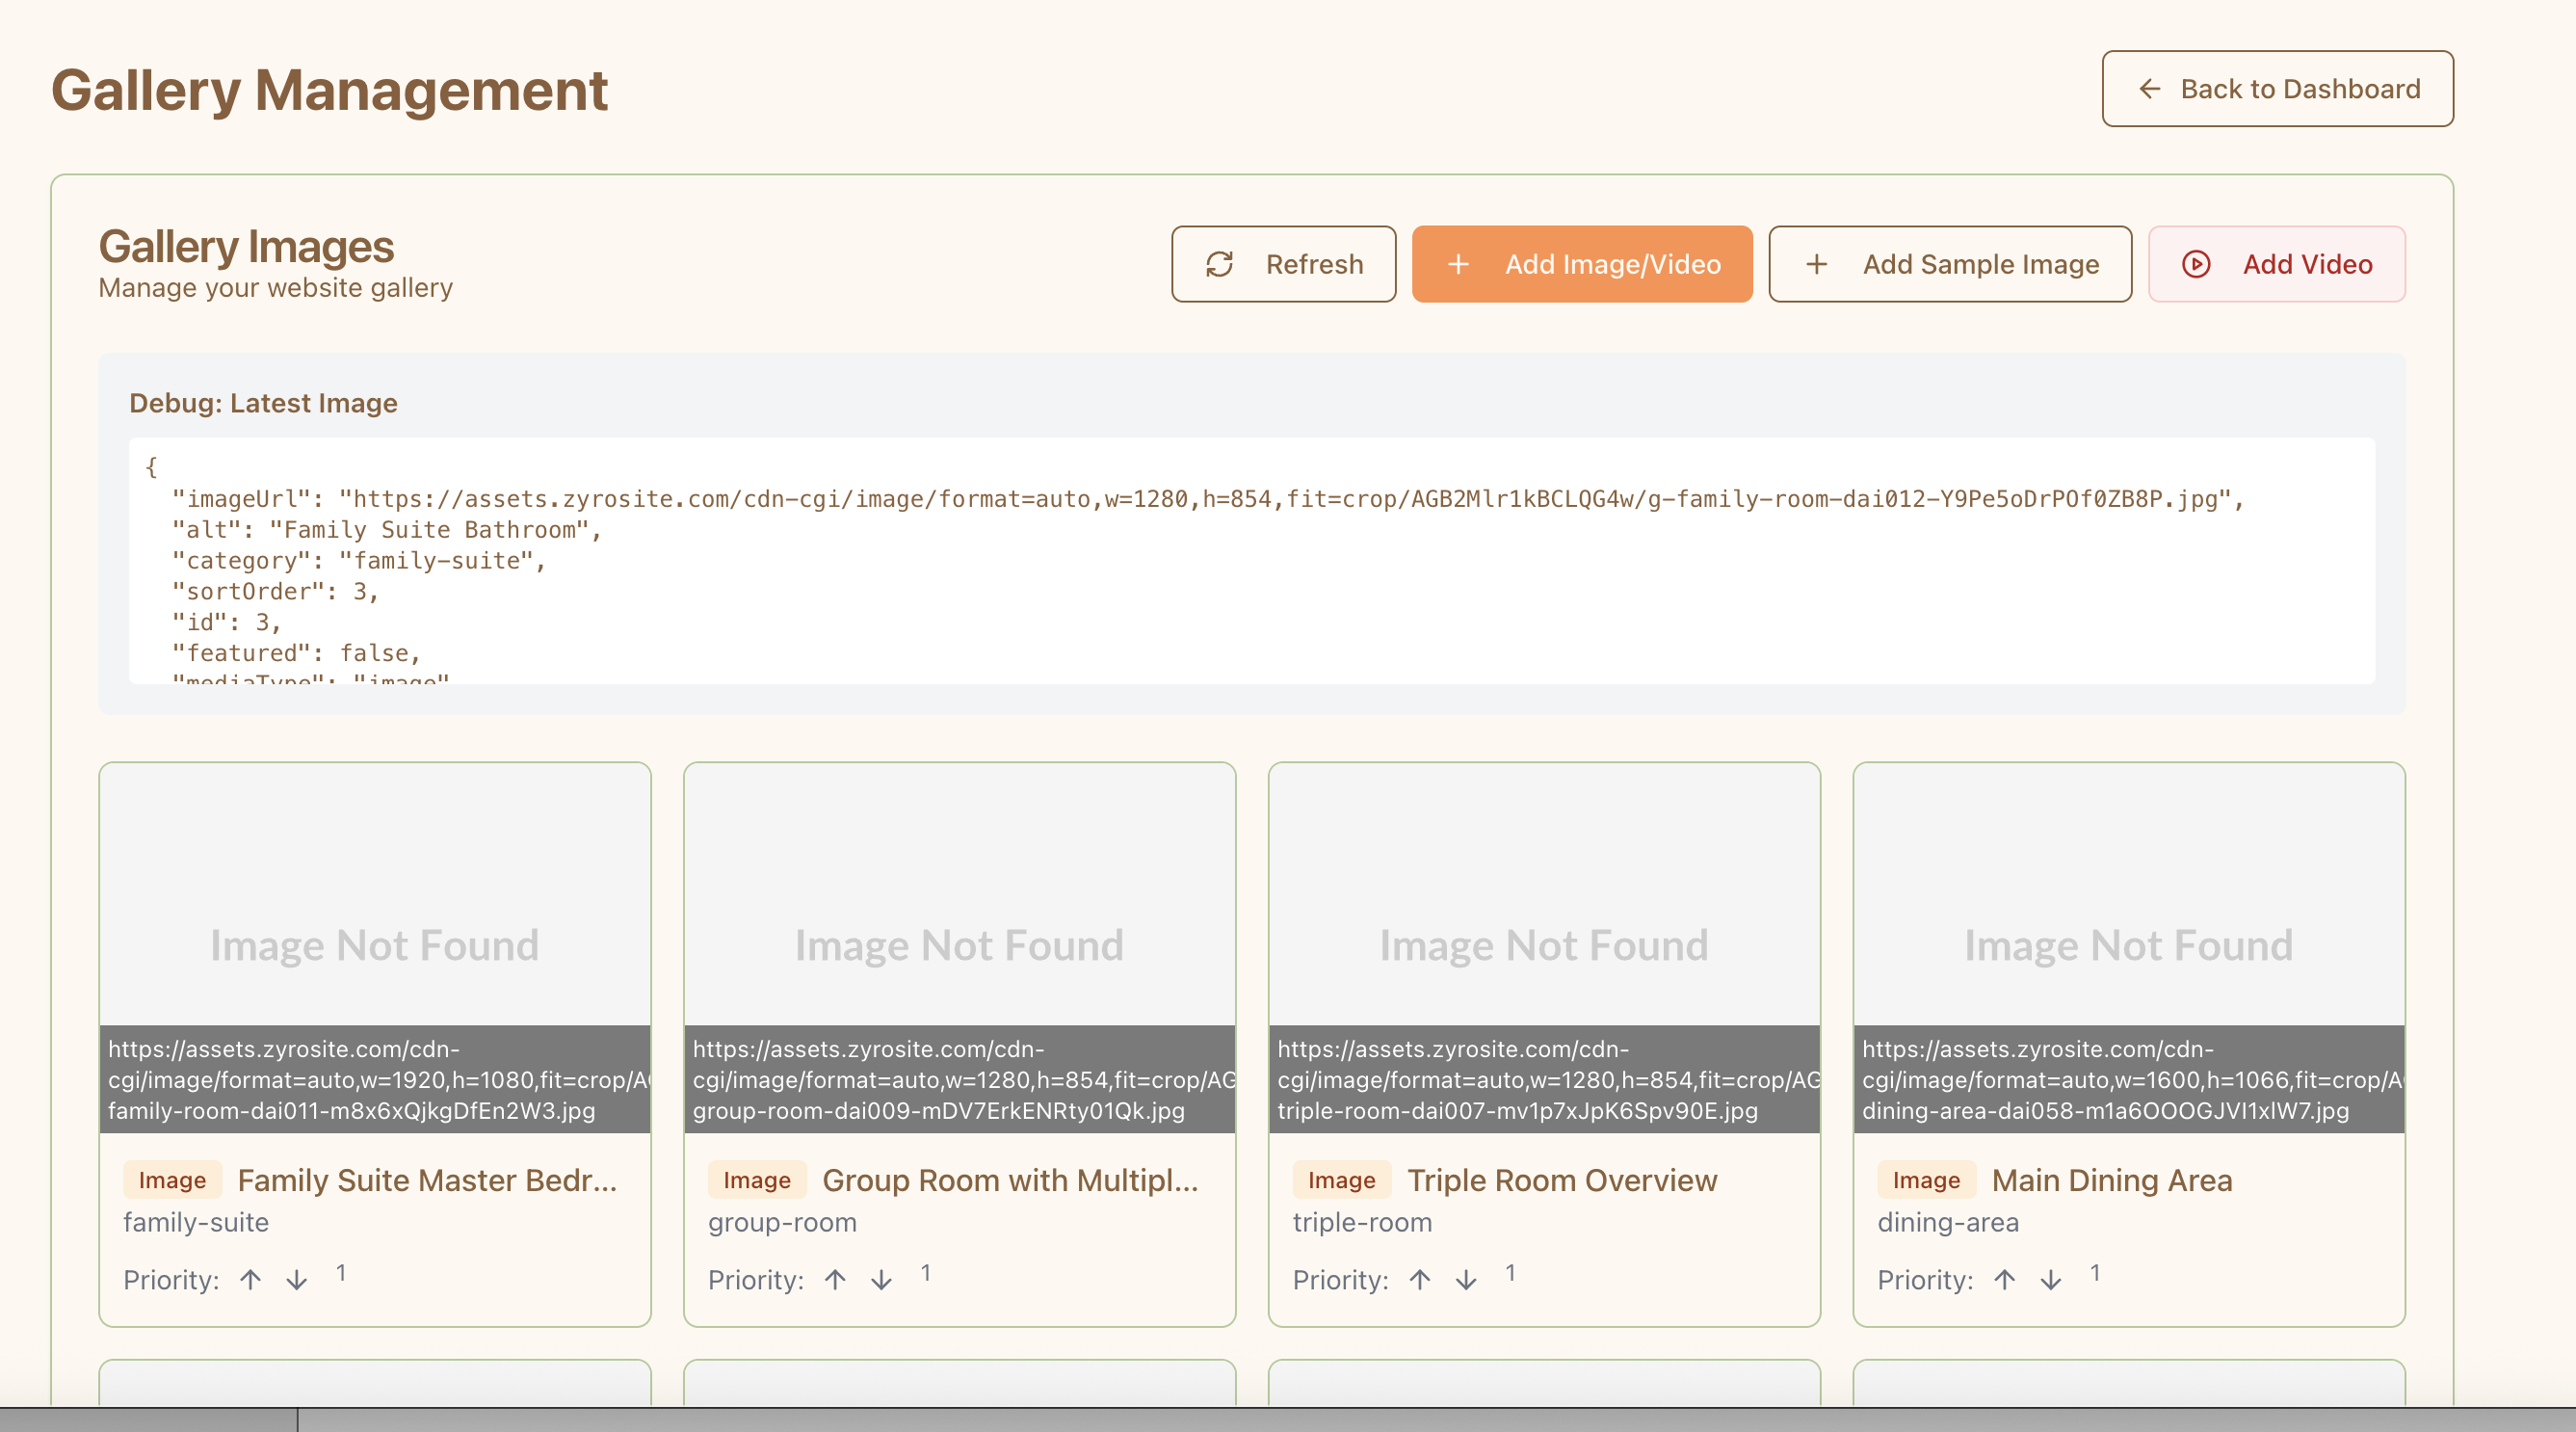 Gallery Management
Back to Dashboard
Gallery Images
Manage your website gallery
Refresh
Add Image/Video
Add Sample Image
Add Video
Debug: Latest Image
{
"imageUrl": "https://assets.zyrosite.com/cdn-cgi/image/format=auto,w=1280,h=854,fit=crop/AGB2Mlr1kBCLQG4w/g-family-room-dai012-Y9Pe5oDrPOf0ZB8P.jpg",
"alt": "Family Suite Bathroom",
"category": "family-suite",
"sortOrder": 3,
"id": 3,
"featured": false,
"mediaType": "image"
Image Not Found
https://assets.zyrosite.com/cdn-
cgi/image/format=auto,w=1920,h=1080,fit=crop/A
family-room-dai011-m8x6xQjkgDfEn2W3.jpg
Image
Family Suite Master Bedr...
family-suite
Priority: ↑ ↓ 1
Image Not Found
https://assets.zyrosite.com/cdn-
cgi/image/format=auto,w=1280,h=854,fit=crop/AG
group-room-dai009-mDV7ErkENRty01Qk.jpg
Image
Group Room with Multipl...
group-room
Priority: ↑ ↓ 1
Image Not Found
https://assets.zyrosite.com/cdn-
cgi/image/format=auto,w=1280,h=854,fit=crop/AG
triple-room-dai007-mv1p7xJpK6Spv90E.jpg
Image
Triple Room Overview
triple-room
Priority: ↑ ↓ 1
Image Not Found
https://assets.zyrosite.com/cdn-
cgi/image/format=auto,w=1600,h=1066,fit=crop/A
dining-area-dai058-m1a6OOOGJVI1xlW7.jpg
Image
Main Dining Area
dining-area
Priority: ↑ ↓ 1